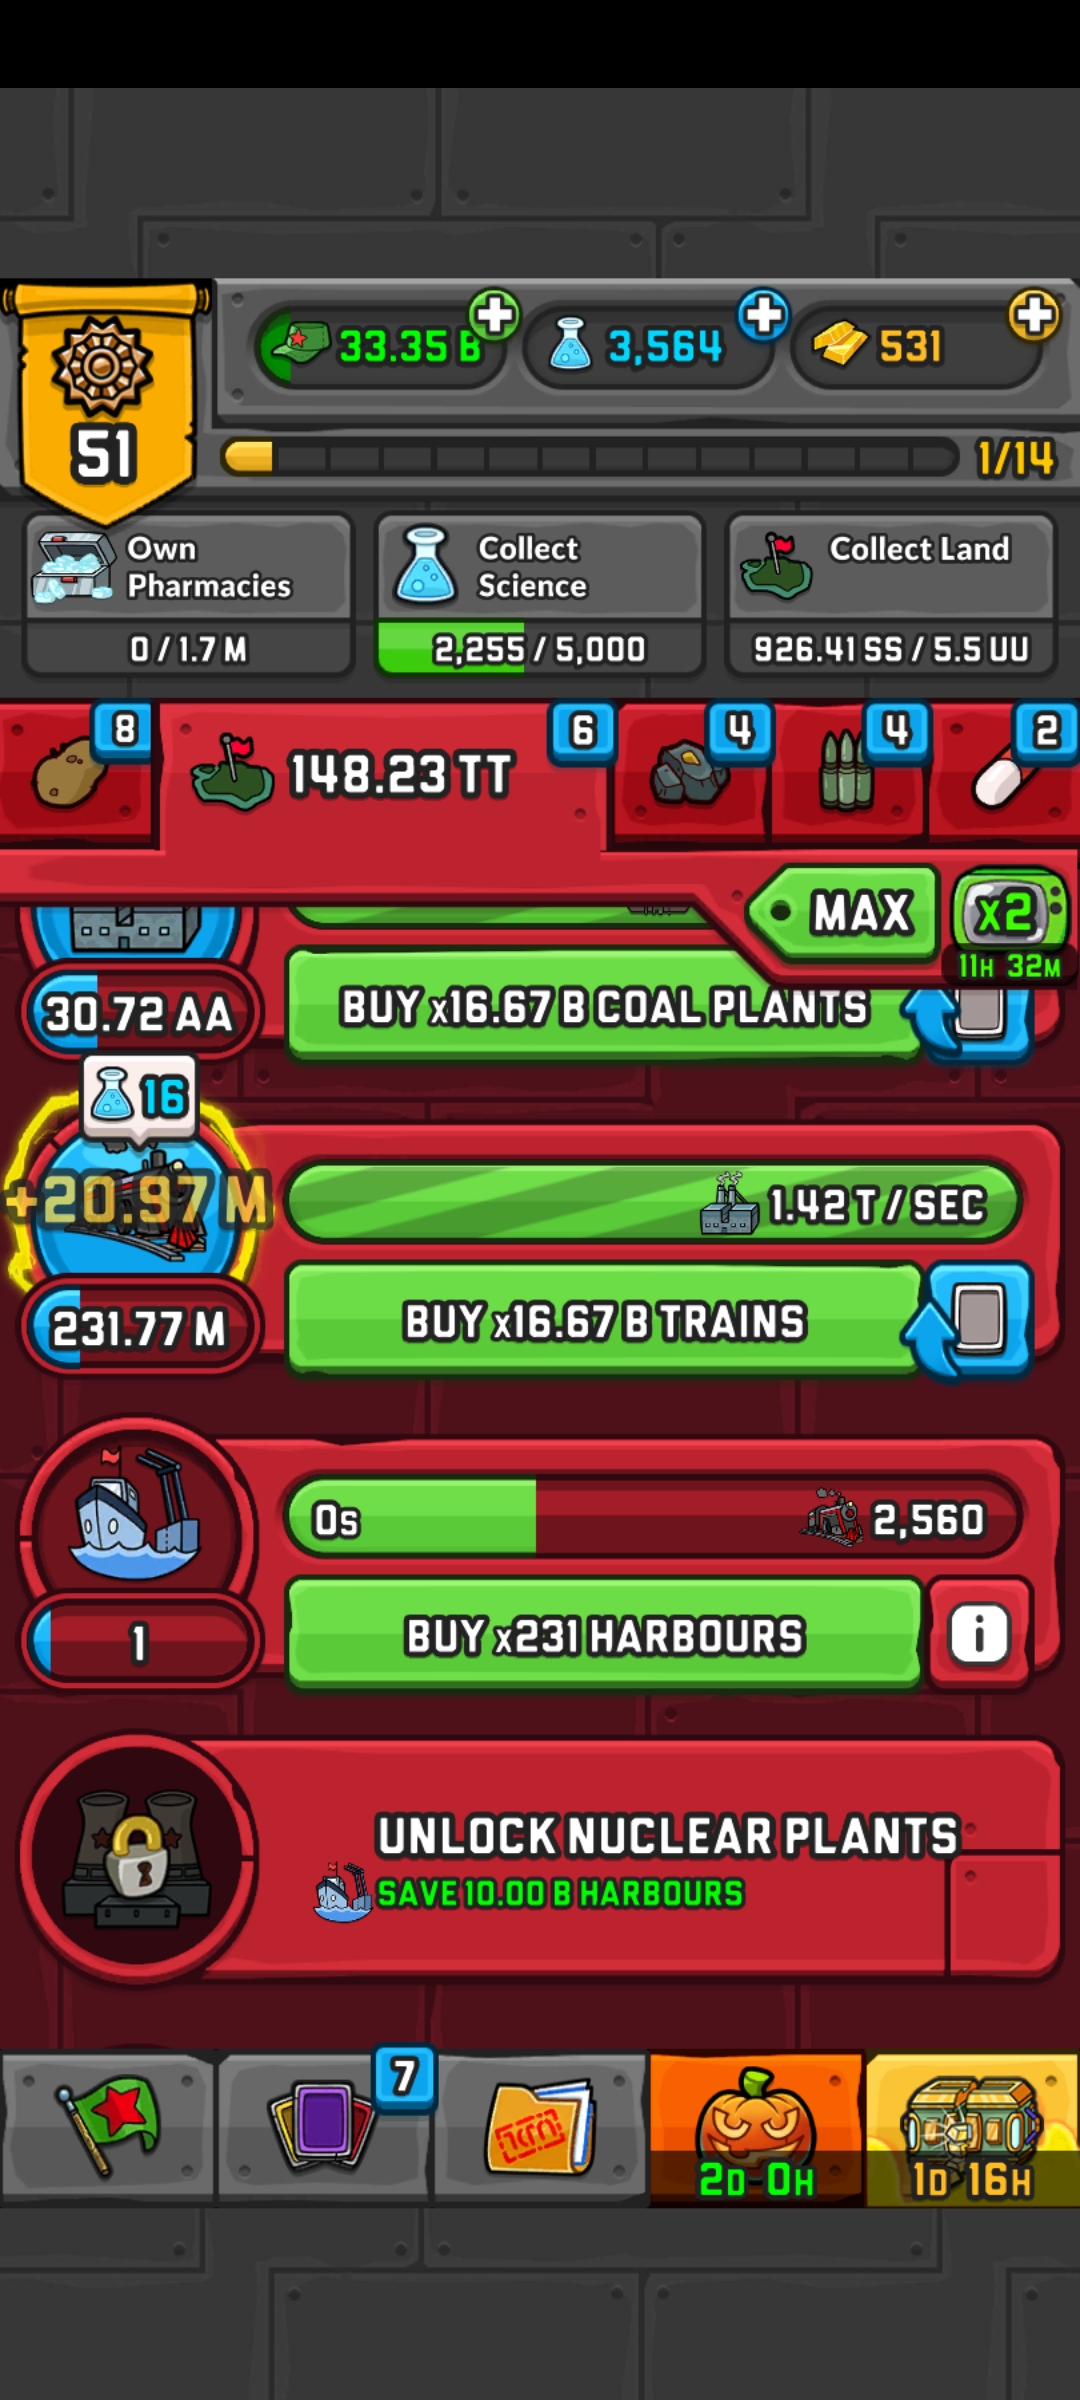 33.35 B
3,564
531
51
1/14
Own
Pharmacies
0 / 1.7 M
Collect
Science
2,255 / 5,000
Collect Land
926.41 SS / 5.5 UU
8
148.23 TT
6
4
4
2
MAX
x2
11H 32M
30.72 AA
BUY x16.67 B COAL PLANTS
16
+20.97 M
1.42 T / SEC
231.77 M
BUY x16.67 B TRAINS
0s
2,560
1
BUY x231 HARBOURS
i
UNLOCK NUCLEAR PLANTS
SAVE 10.00 B HARBOURS
7
2D 0H
1D 16H